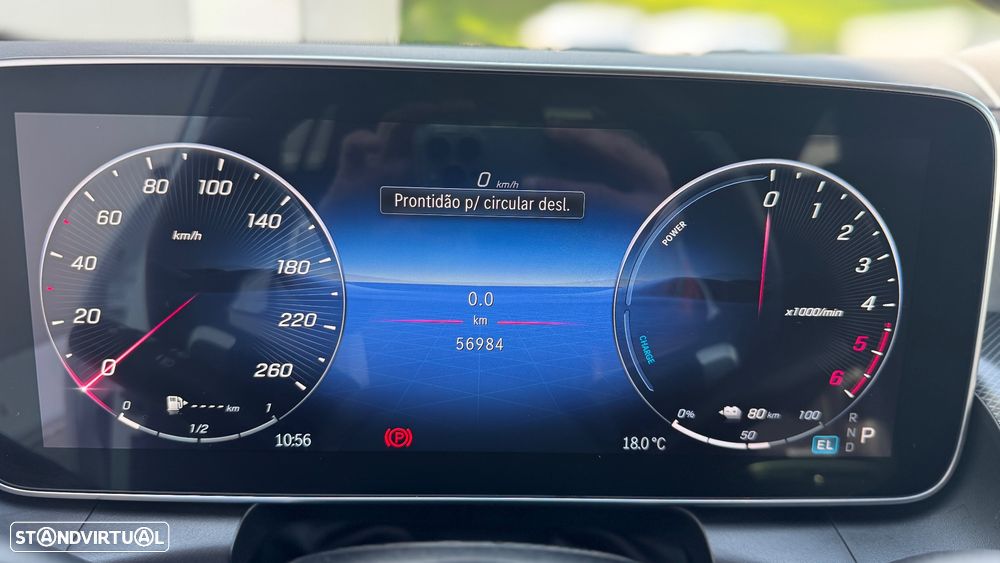 0 km/h
Prontidão p/ circular desl.
0.0
km
56984
0
20
40
60
80
100
140
180
220
260
km/h
0
1/2
1
----- km
10:56
P
18.0 °C
POWER
CHARGE
0
1
2
3
4
5
6
x1000/min
0%
50
100
80 km
EL
R
N
D
P
STANDVIRTUAL